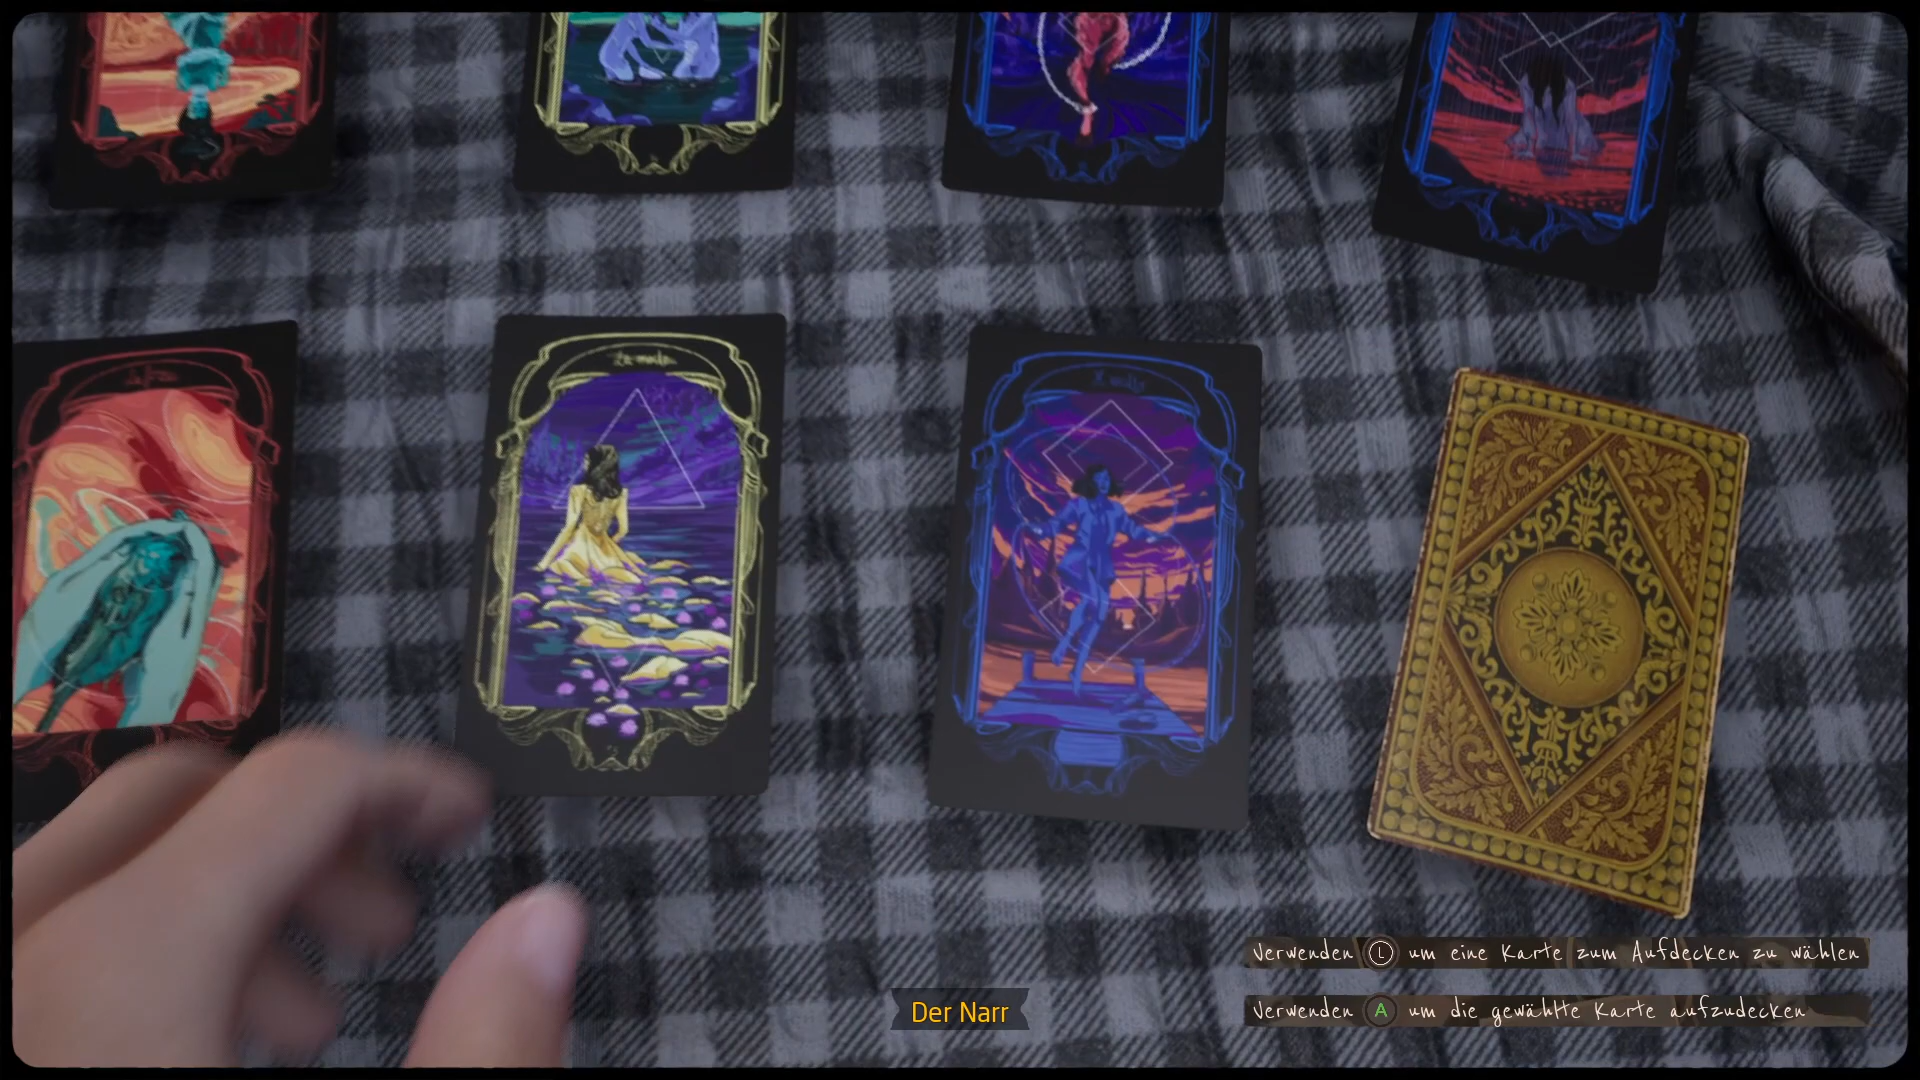 Verwenden L um eine Karte zum Aufdecken zu wählen
Der Narr
Verwenden A um die gewählte Karte aufzudecken